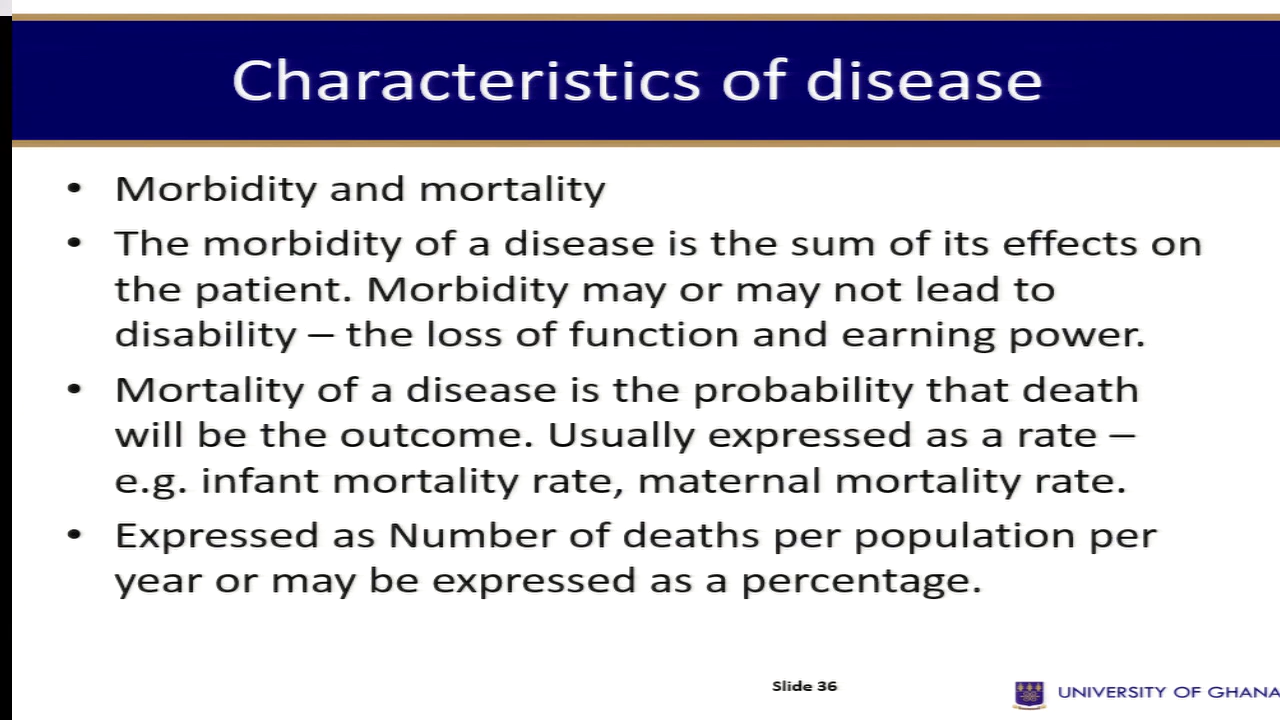 Characteristics of disease
• Morbidity and mortality
• The morbidity of a disease is the sum of its effects on
the patient. Morbidity may or may not lead to
disability – the loss of function and earning power.
• Mortality of a disease is the probability that death
will be the outcome. Usually expressed as a rate –
e.g. infant mortality rate, maternal mortality rate.
• Expressed as Number of deaths per population per
year or may be expressed as a percentage.
Slide 36
UNIVERSITY OF GHANA